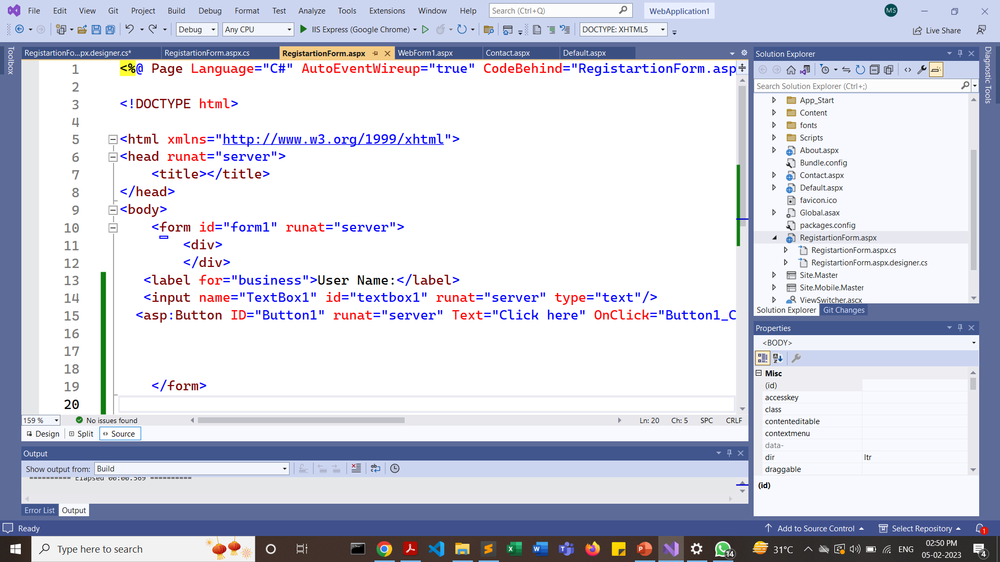 File Edit View Git Project Build Debug Format Test Analyze Tools Extensions Window Help Search (Ctrl+Q) WebApplication1 MS
Debug Any CPU IIS Express (Google Chrome) DOCTYPE: XHTML5 Live Share
Toolbox
RegistartionFo...px.designer.cs* RegistartionForm.aspx.cs RegistartionForm.aspx WebForm1.aspx Contact.aspx Default.aspx
1 <%@ Page Language="C#" AutoEventWireup="true" CodeBehind="RegistartionForm.asp
2
3 <!DOCTYPE html>
4
5 <html xmlns="http://www.w3.org/1999/xhtml">
6 <head runat="server">
7 <title></title>
8 </head>
9 <body>
10 <form id="form1" runat="server">
11 <div>
12 </div>
13 <label for="business">User Name:</label>
14 <input name="TextBox1" id="textbox1" runat="server" type="text"/>
15 <asp:Button ID="Button1" runat="server" Text="Click here" OnClick="Button1_C
16
17
18
19 </form>
20
159 % No issues found Ln: 20 Ch: 5 SPC CRLF
Design Split Source
Output
Show output from: Build
========== Elapsed 00:00.569 ==========
Error List Output
Solution Explorer
Search Solution Explorer (Ctrl+;)
App_Start
Content
fonts
Scripts
About.aspx
Bundle.config
Contact.aspx
Default.aspx
favicon.ico
Global.asax
packages.config
RegistartionForm.aspx
RegistartionForm.aspx.cs
RegistartionForm.aspx.designer.cs
Site.Master
Site.Mobile.Master
ViewSwitcher.ascx
Solution Explorer Git Changes
Properties
<BODY>
Misc
(id)
accesskey
class
contenteditable
contextmenu
data-
dir ltr
draggable
(id)
Diagnostic Tools
Ready Add to Source Control Select Repository 1
Type here to search 14 31°C ENG 02:50 PM
05-02-2023 4